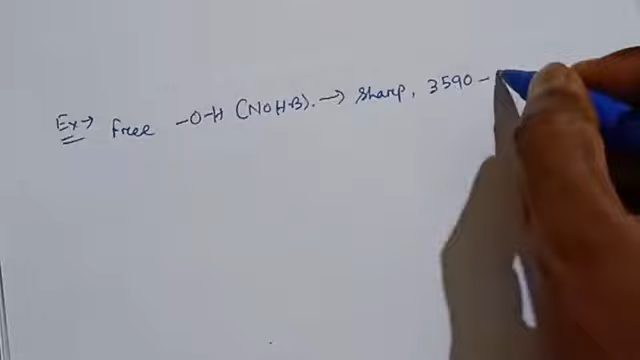 Ex→ free -O-H (NO H·B). → Sharp, 3590 -